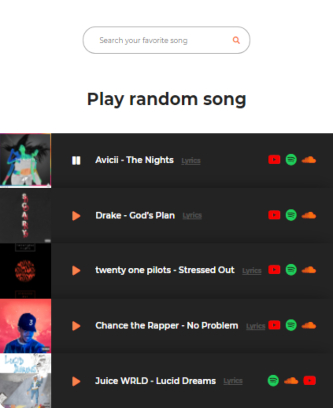 Search your favorite song
Play random song
Avicii - The Nights Lyrics
Drake - God's Plan Lyrics
SCARY
twenty one pilots - Stressed Out Lyrics
Chance the Rapper - No Problem Lyrics
Juice WRLD - Lucid Dreams Lyrics